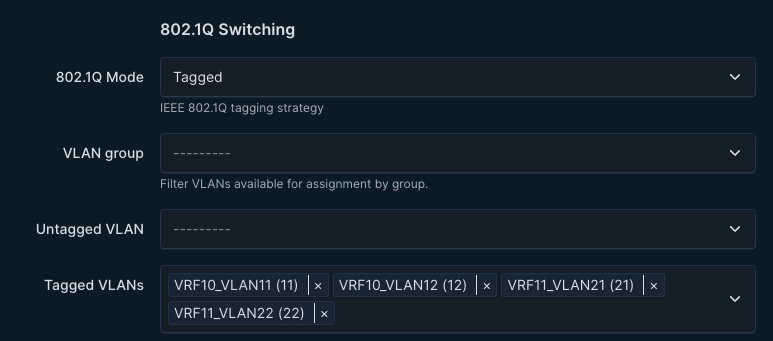 802.1Q Switching
802.1Q Mode
Tagged
IEEE 802.1Q tagging strategy
VLAN group
---------
Filter VLANs available for assignment by group.
Untagged VLAN
---------
Tagged VLANs
VRF10_VLAN11 (11) × VRF10_VLAN12 (12) × VRF11_VLAN21 (21) ×
VRF11_VLAN22 (22) ×